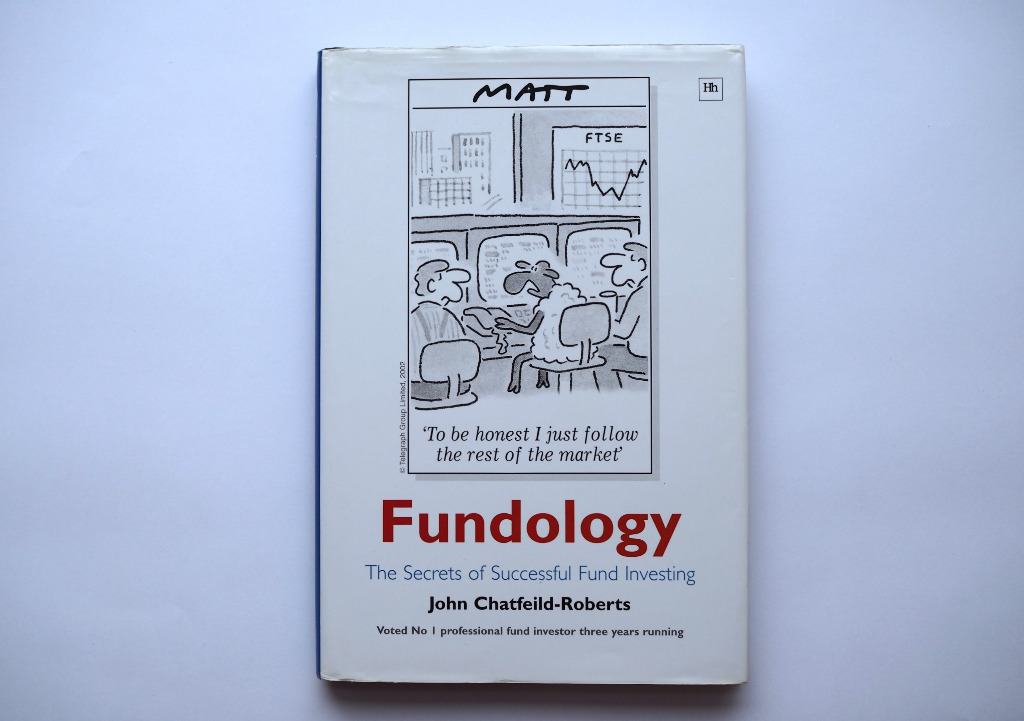 MATT
Hh
FTSE
© Telegraph Group Limited, 2002
‘To be honest I just follow
the rest of the market’
Fundology
The Secrets of Successful Fund Investing
John Chatfeild-Roberts
Voted No 1 professional fund investor three years running